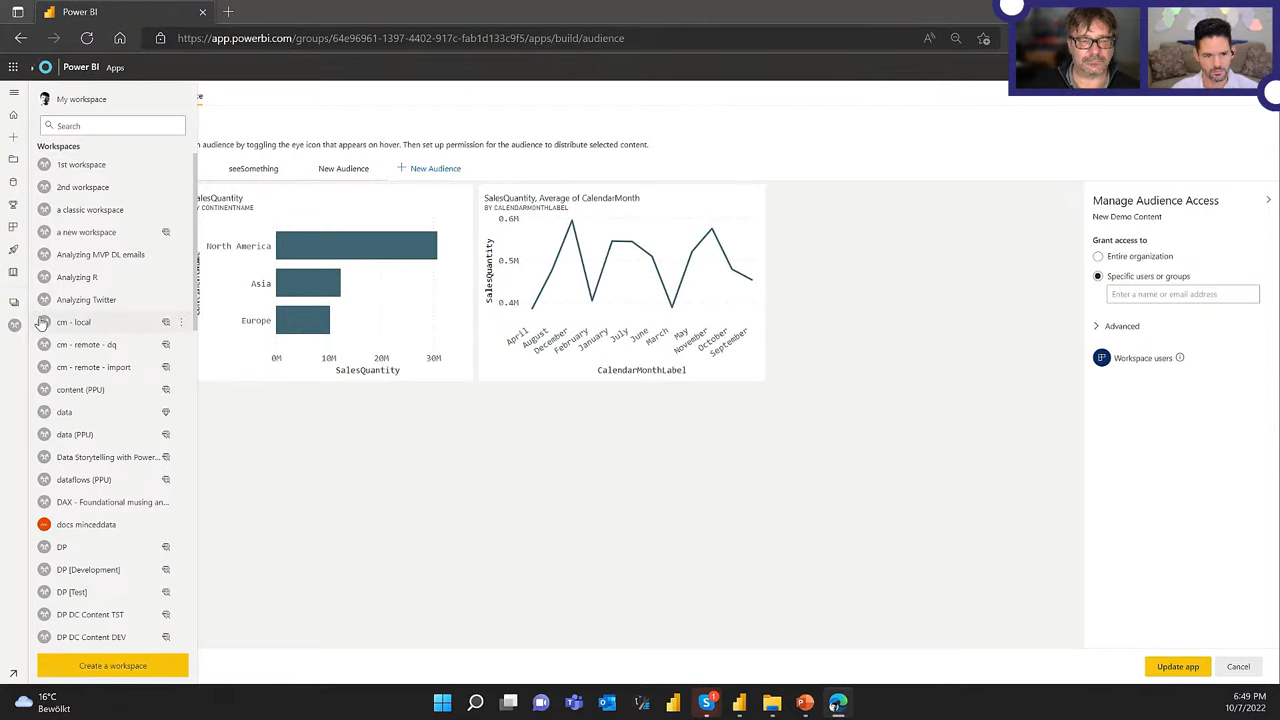 Power BI
https://app.powerbi.com/groups/64e96961-1397-4402-917c-fab1d133c9f5/apps/build/audience
Power BI Apps
My workspace
Search
Workspaces
1st workspace
2nd workspace
a classic workspace
a new workspace
Analyzing MVP DL emails
Analyzing R
Analyzing Twitter
cm - local
cm - remote - dq
cm - remote - import
content (PPU)
data
data (PPU)
Data Storytelling with Power...
dataflows (PPU)
DAX - Foundational musing an...
docs minceddata
DP
DP [Development]
DP [Test]
DP DC Content TST
DP DC Content DEV
Create a workspace
ce
n audience by toggling the eye icon that appears on hover. Then set up permission for the audience to distribute selected content.
seeSomething
New Audience
New Audience
alesQuantity
Y CONTINENTNAME
North America
Asia
Europe
0M
10M
20M
30M
SalesQuantity
SalesQuantity, Average of CalendarMonth
BY CALENDARMONTHLABEL
SalesQuantity
0.6M
0.5M
0.4M
April
August
December
February
January
July
June
March
May
November
October
September
CalendarMonthLabel
Manage Audience Access
New Demo Content
Grant access to
Entire organization
Specific users or groups
Enter a name or email address
Advanced
Workspace users
Update app
Cancel
16°C
Bewölkt
1
6:49 PM
10/7/2022